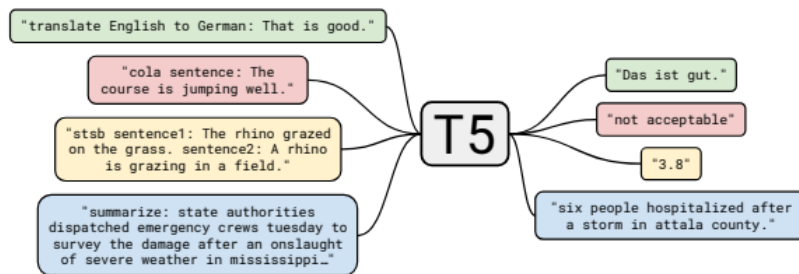 "translate English to German: That is good."
"cola sentence: The
course is jumping well."
"stsb sentence1: The rhino grazed
on the grass. sentence2: A rhino
is grazing in a field."
"summarize: state authorities
dispatched emergency crews tuesday to
survey the damage after an onslaught
of severe weather in mississippi…"
T5
"Das ist gut."
"not acceptable"
"3.8"
"six people hospitalized after
a storm in attala county."